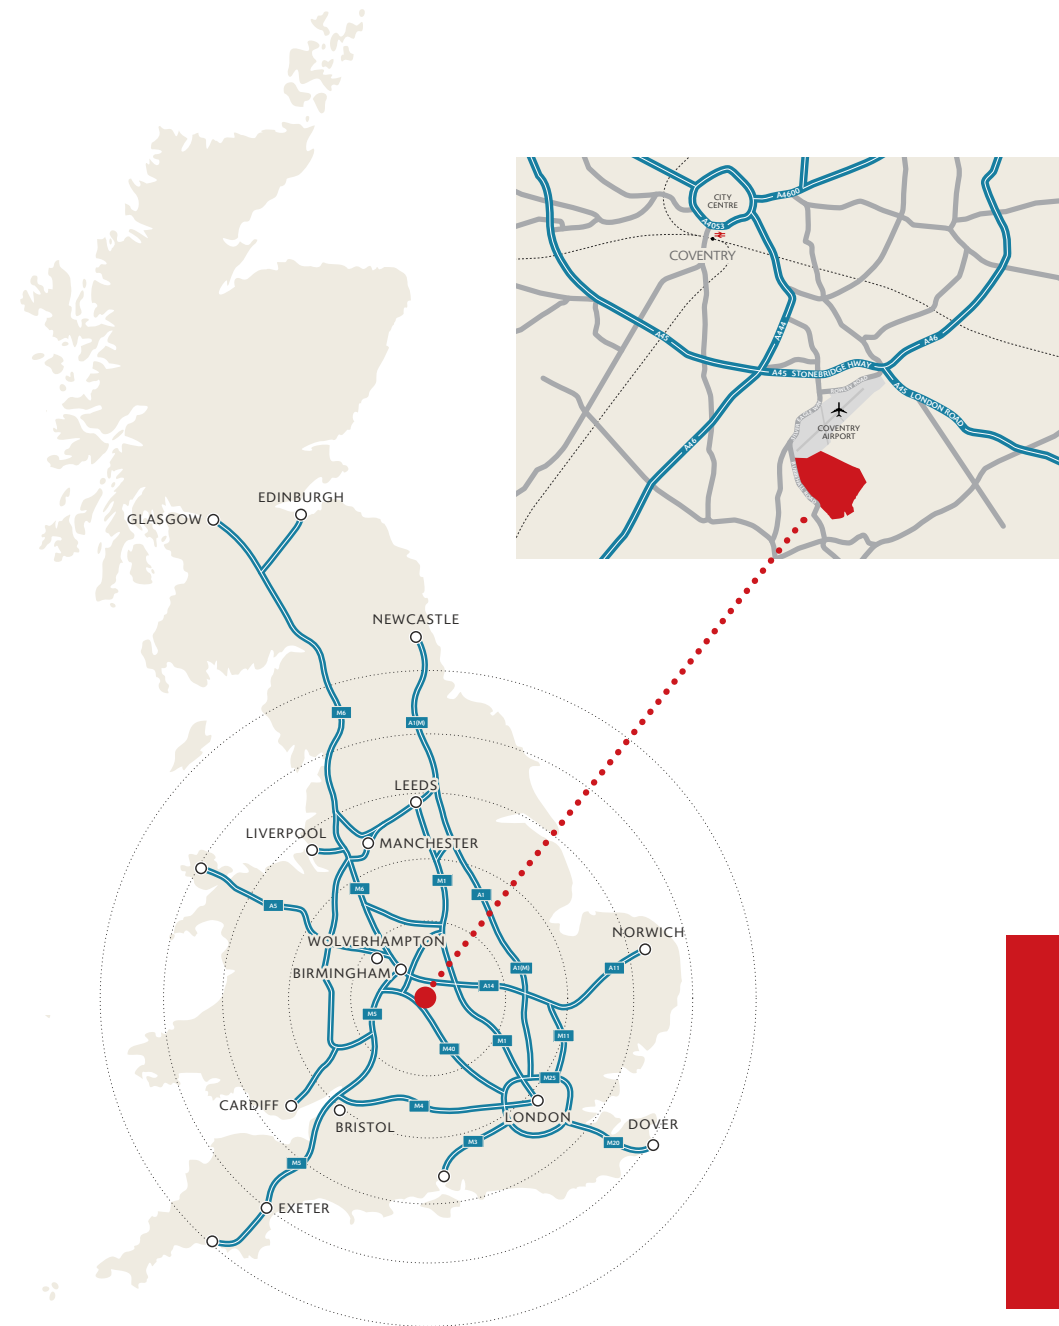 CITY
CENTRE
A4600
A4053
COVENTRY
A45
A444
A46
A45 STONEBRIDGE HWAY
ROWLEY ROAD
A45 LONDON ROAD
COVENTRY
AIRPORT
A46
EDINBURGH
GLASGOW
NEWCASTLE
M6
A1(M)
LEEDS
LIVERPOOL
MANCHESTER
M6
M1
A1
A5
NORWICH
WOLVERHAMPTON
BIRMINGHAM
A1(M)
A11
A14
M5
M40
M1
M11
M25
CARDIFF
M4
BRISTOL
LONDON
DOVER
M3
M20
M5
EXETER